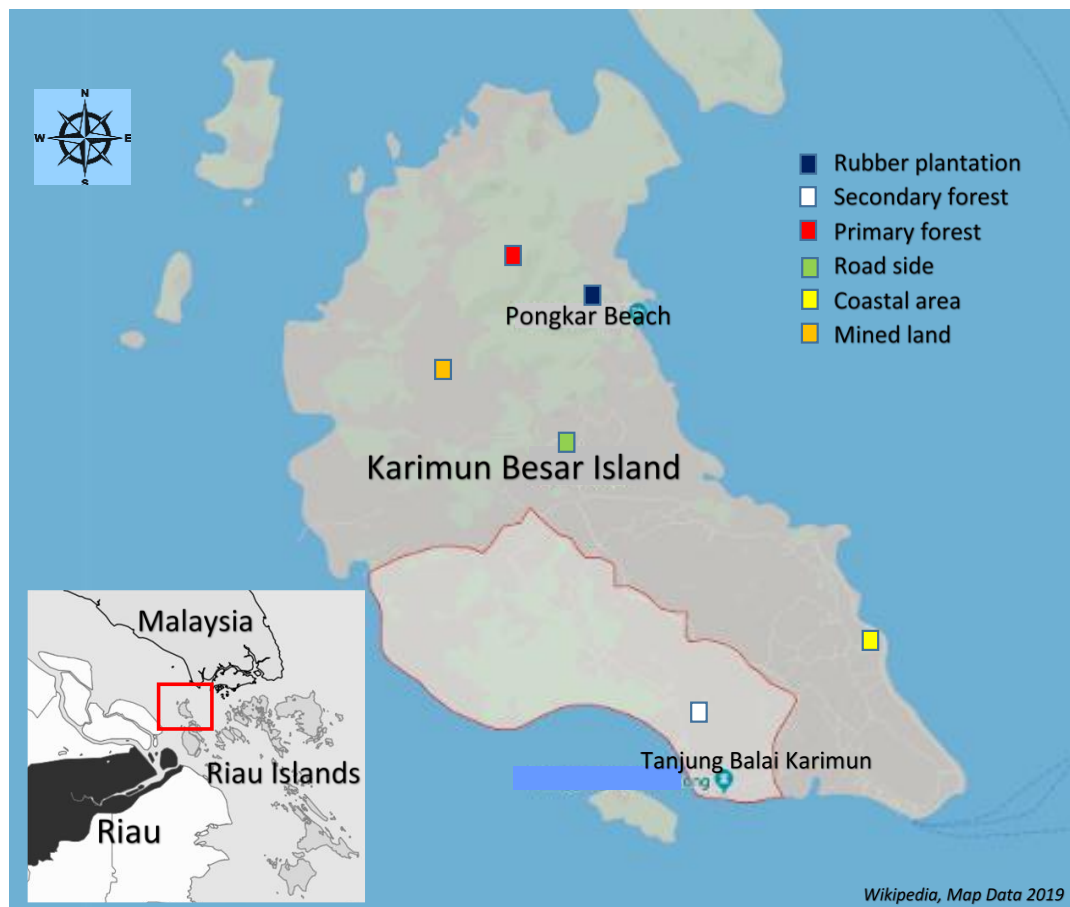 N
W E
S
Rubber plantation
Secondary forest
Primary forest
Road side
Coastal area
Mined land
Pongkar Beach
Karimun Besar Island
Tanjung Balai Karimun
ong
Malaysia
Riau Islands
Riau
Wikipedia, Map Data 2019